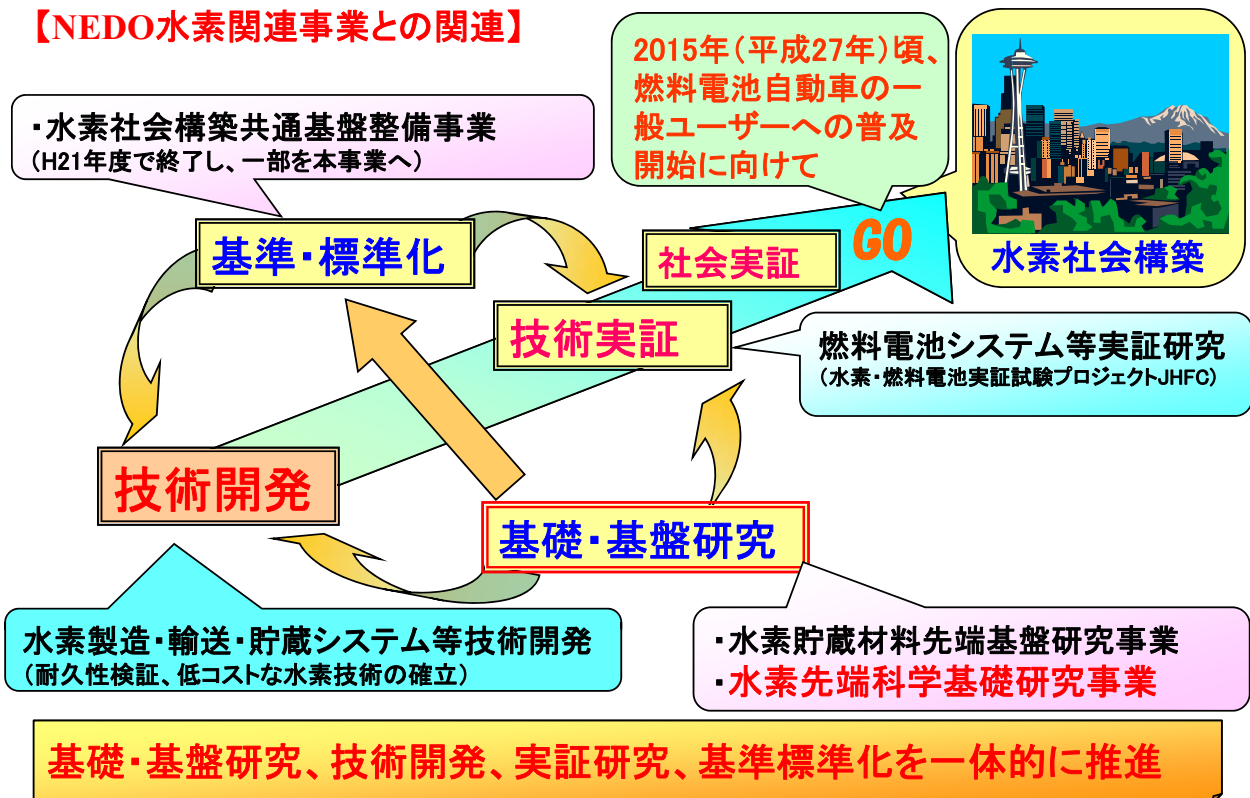 【NEDO水素関連事業との関連】
2015年(平成27年)頃、
燃料電池自動車の一
般ユーザーへの普及
開始に向けて
・水素社会構築共通基盤整備事業
(H21年度で終了し、一部を本事業へ)
基準・標準化
社会実証
GO
水素社会構築
技術実証
燃料電池システム等実証研究
(水素・燃料電池実証試験プロジェクトJHFC)
技術開発
基礎・基盤研究
水素製造・輸送・貯蔵システム等技術開発
(耐久性検証、低コストな水素技術の確立)
・水素貯蔵材料先端基盤研究事業
・水素先端科学基礎研究事業
基礎・基盤研究、技術開発、実証研究、基準標準化を一体的に推進